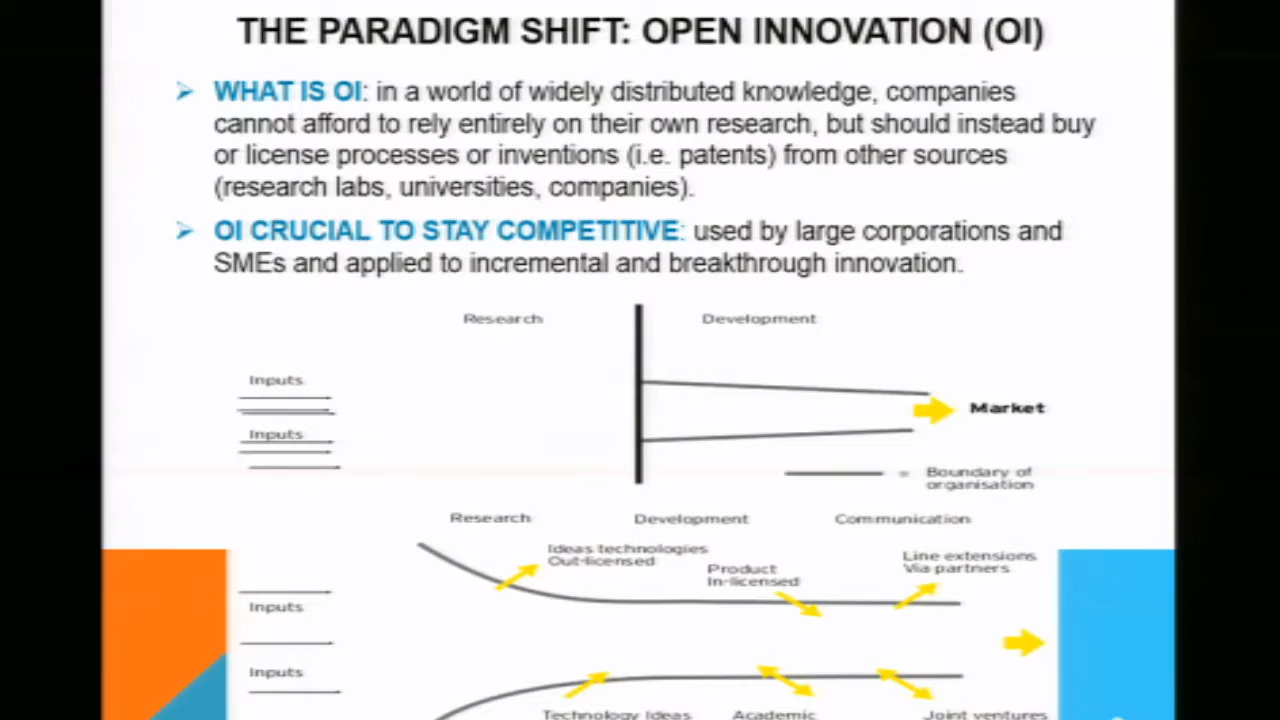 THE PARADIGM SHIFT: OPEN INNOVATION (OI)
WHAT IS OI: in a world of widely distributed knowledge, companies
cannot afford to rely entirely on their own research, but should instead buy
or license processes or inventions (i.e. patents) from other sources
(research labs, universities, companies).
OI CRUCIAL TO STAY COMPETITIVE: used by large corporations and
SMEs and applied to incremental and breakthrough innovation.
Research
Development
Inputs
Market
Inputs
= Boundary of
organisation
Research
Development
Communication
Ideas technologies
Out-licensed
Product
In-licensed
Line extensions
Via partners
Inputs
Inputs
Technology Ideas
Academic
Joint ventures